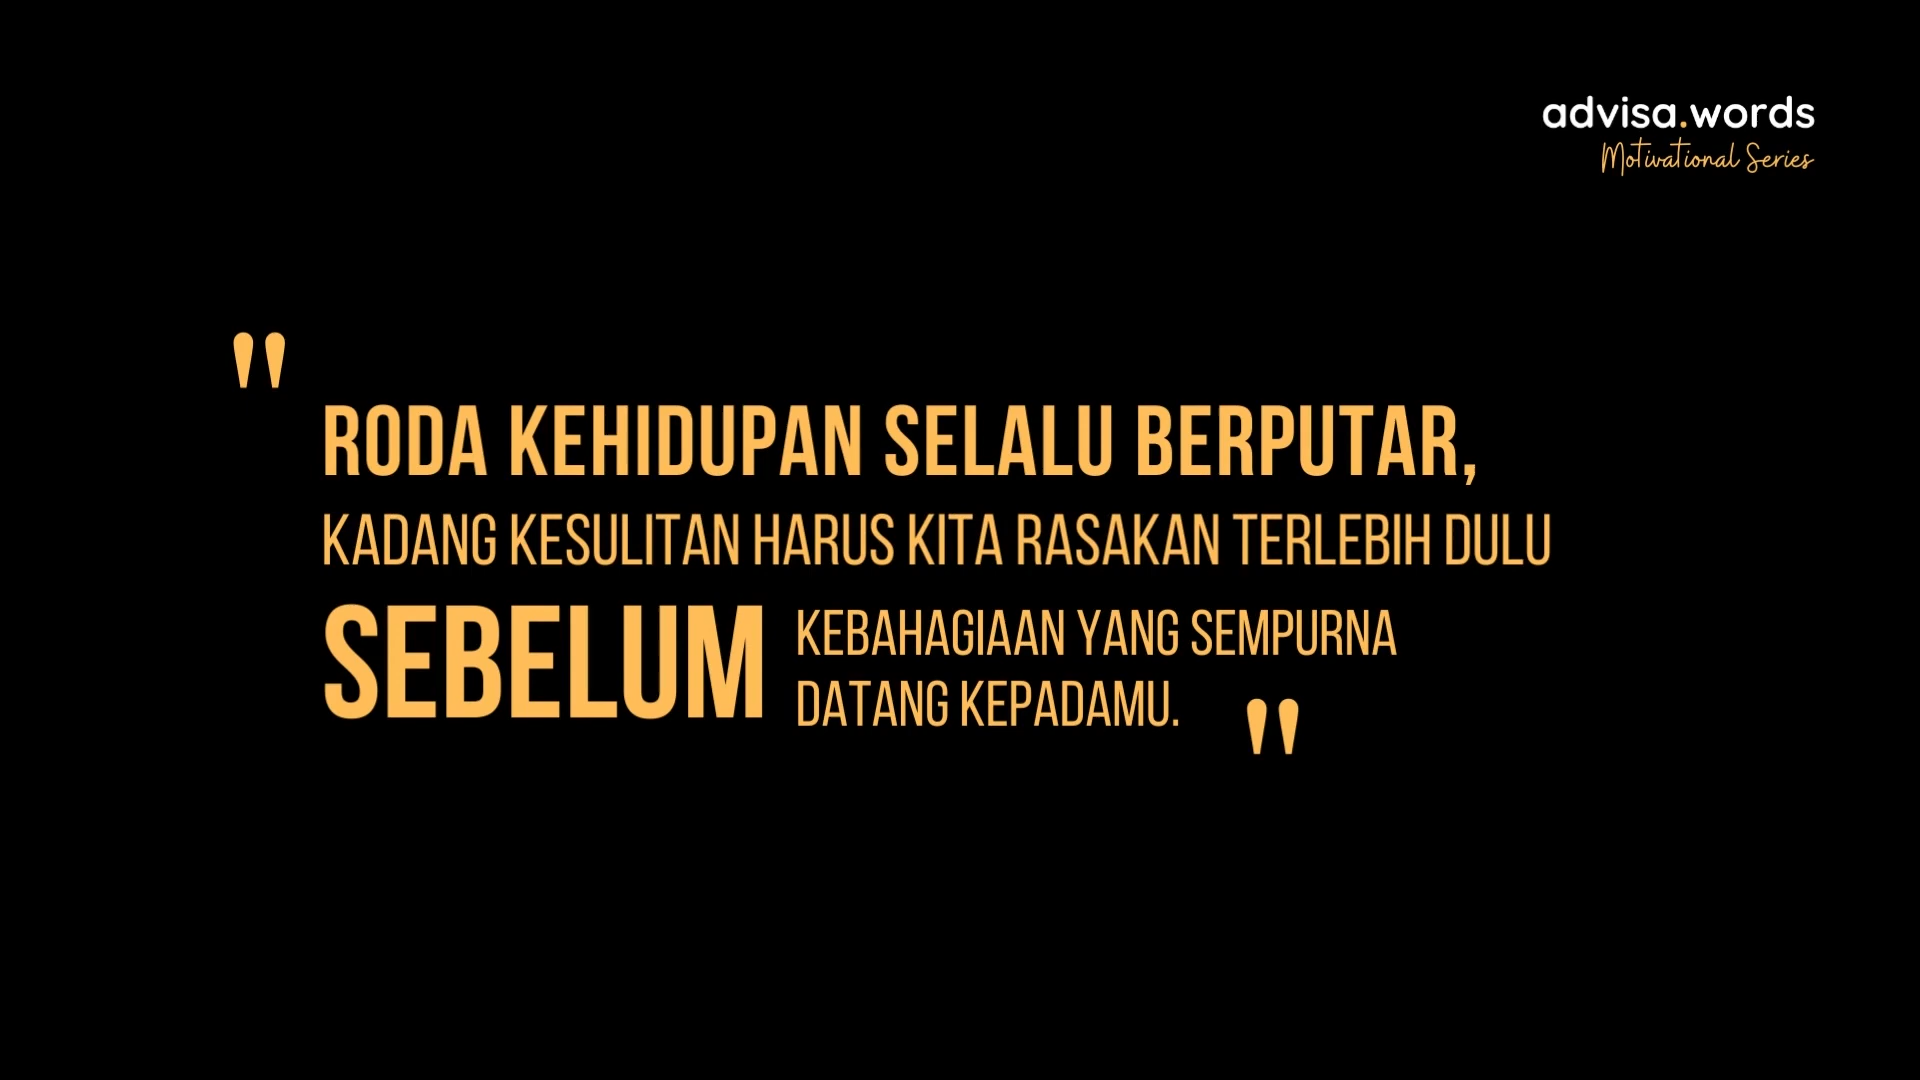 advisa.words
Motivational Series
"
RODA KEHIDUPAN SELALU BERPUTAR,
KADANG KESULITAN HARUS KITA RASAKAN TERLEBIH DULU
SEBELUM KEBAHAGIAAN YANG SEMPURNA
DATANG KEPADAMU.
"